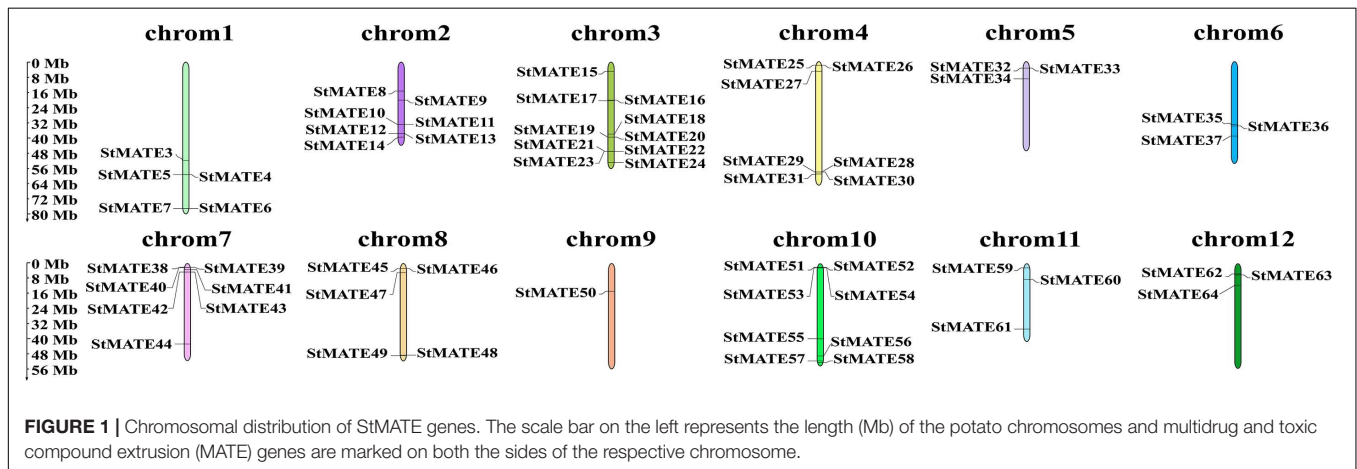 chrom1 chrom2 chrom3 chrom4 chrom5 chrom6
0 Mb
8 Mb
16 Mb
24 Mb
32 Mb
40 Mb
48 Mb
56 Mb
64 Mb
72 Mb
80 Mb
StMATE3
StMATE5 StMATE4
StMATE7 StMATE6
StMATE8
StMATE9
StMATE10
StMATE11
StMATE12
StMATE13
StMATE14
StMATE15
StMATE17 StMATE16
StMATE18
StMATE19
StMATE20
StMATE21
StMATE22
StMATE23 StMATE24
StMATE25 StMATE26
StMATE27
StMATE29 StMATE28
StMATE31 StMATE30
StMATE32 StMATE33
StMATE34
StMATE35
StMATE36
StMATE37
chrom7 chrom8 chrom9 chrom10 chrom11 chrom12
0 Mb
8 Mb
16 Mb
24 Mb
32 Mb
40 Mb
48 Mb
56 Mb
StMATE38 StMATE39
StMATE40 StMATE41
StMATE42 StMATE43
StMATE44
StMATE45 StMATE46
StMATE47
StMATE49 StMATE48
StMATE50
StMATE51 StMATE52
StMATE53 StMATE54
StMATE55
StMATE56
StMATE57 StMATE58
StMATE59
StMATE60
StMATE61
StMATE62 StMATE63
StMATE64
FIGURE 1 | Chromosomal distribution of StMATE genes. The scale bar on the left represents the length (Mb) of the potato chromosomes and multidrug and toxic
compound extrusion (MATE) genes are marked on both the sides of the respective chromosome.